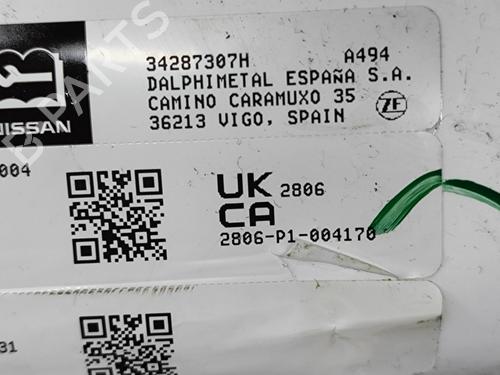 34287307H A494
DALPHIMETAL ESPAÑA S.A.
CAMINO CARAMUXO 35
36213 VIGO, SPAIN
ZF
NISSAN
004
UK 2806
CA
2806-P1-004170
31